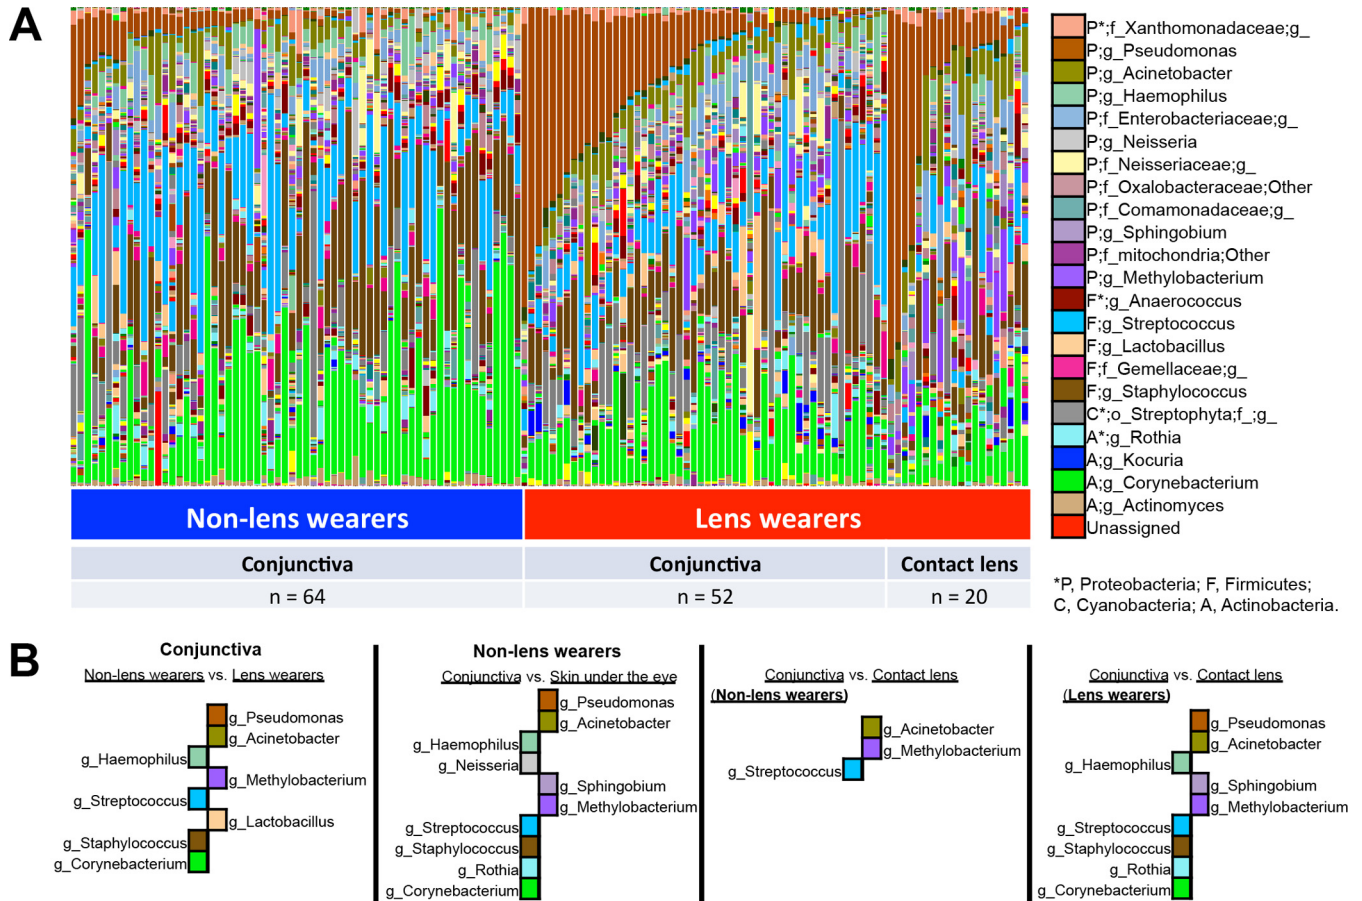 A
P*;f_Xanthomonadaceae;g_
P;g_Pseudomonas
P;g_Acinetobacter
P;g_Haemophilus
P;f_Enterobacteriaceae;g_
P;g_Neisseria
P;f_Neisseriaceae;g_
P;f_Oxalobacteraceae;Other
P;f_Comamonadaceae;g_
P;g_Sphingobium
P;f_mitochondria;Other
P;g_Methylobacterium
F*;g_Anaerococcus
F;g_Streptococcus
F;g_Lactobacillus
F;f_Gemellaceae;g_
F;g_Staphylococcus
C*;o_Streptophyta;f_;g_
A*;g_Rothia
A;g_Kocuria
A;g_Corynebacterium
A;g_Actinomyces
Unassigned
*P, Proteobacteria; F, Firmicutes;
C, Cyanobacteria; A, Actinobacteria.
Non-lens wearers
Lens wearers
Conjunctiva
Conjunctiva
Contact lens
n = 64
n = 52
n = 20
B
Conjunctiva
Non-lens wearers vs. Lens wearers
g_Pseudomonas
g_Acinetobacter
g_Haemophilus
g_Methylobacterium
g_Streptococcus
g_Lactobacillus
g_Staphylococcus
g_Corynebacterium
Non-lens wearers
Conjunctiva vs. Skin under the eye
g_Pseudomonas
g_Acinetobacter
g_Haemophilus
g_Neisseria
g_Sphingobium
g_Methylobacterium
g_Streptococcus
g_Staphylococcus
g_Rothia
g_Corynebacterium
Conjunctiva vs. Contact lens
(Non-lens wearers)
g_Acinetobacter
g_Methylobacterium
g_Streptococcus
Conjunctiva vs. Contact lens
(Lens wearers)
g_Pseudomonas
g_Acinetobacter
g_Haemophilus
g_Sphingobium
g_Methylobacterium
g_Streptococcus
g_Staphylococcus
g_Rothia
g_Corynebacterium